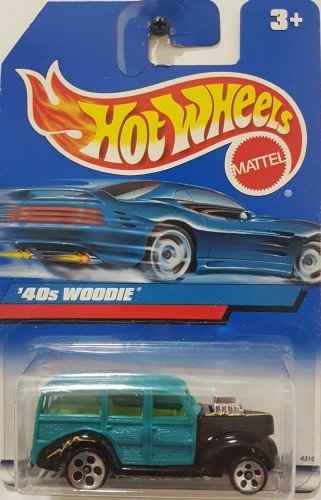 3+
Hot Wheels
MATTEL
®
'40s WOODIE®